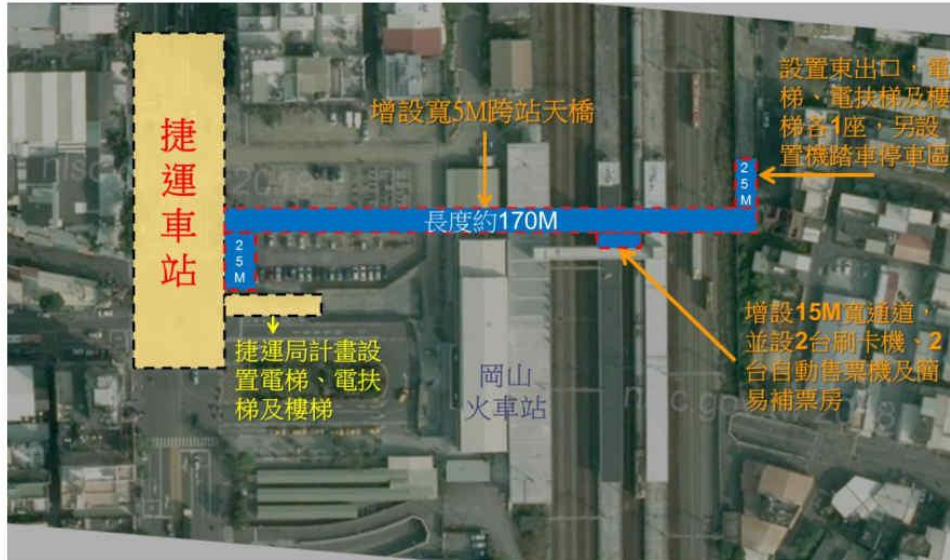 捷
運
車
站
增設寬5M跨站天橋
設置東出口，電
梯、電扶梯及樓
梯各1座，另設
置機踏車停車區
25M
長度約170M
25M
增設15M寬通道，
並設2台刷卡機、2
台自動售票機及簡
易補票房
捷運局計畫設
置電梯、電扶
梯及樓梯
岡山
火車站